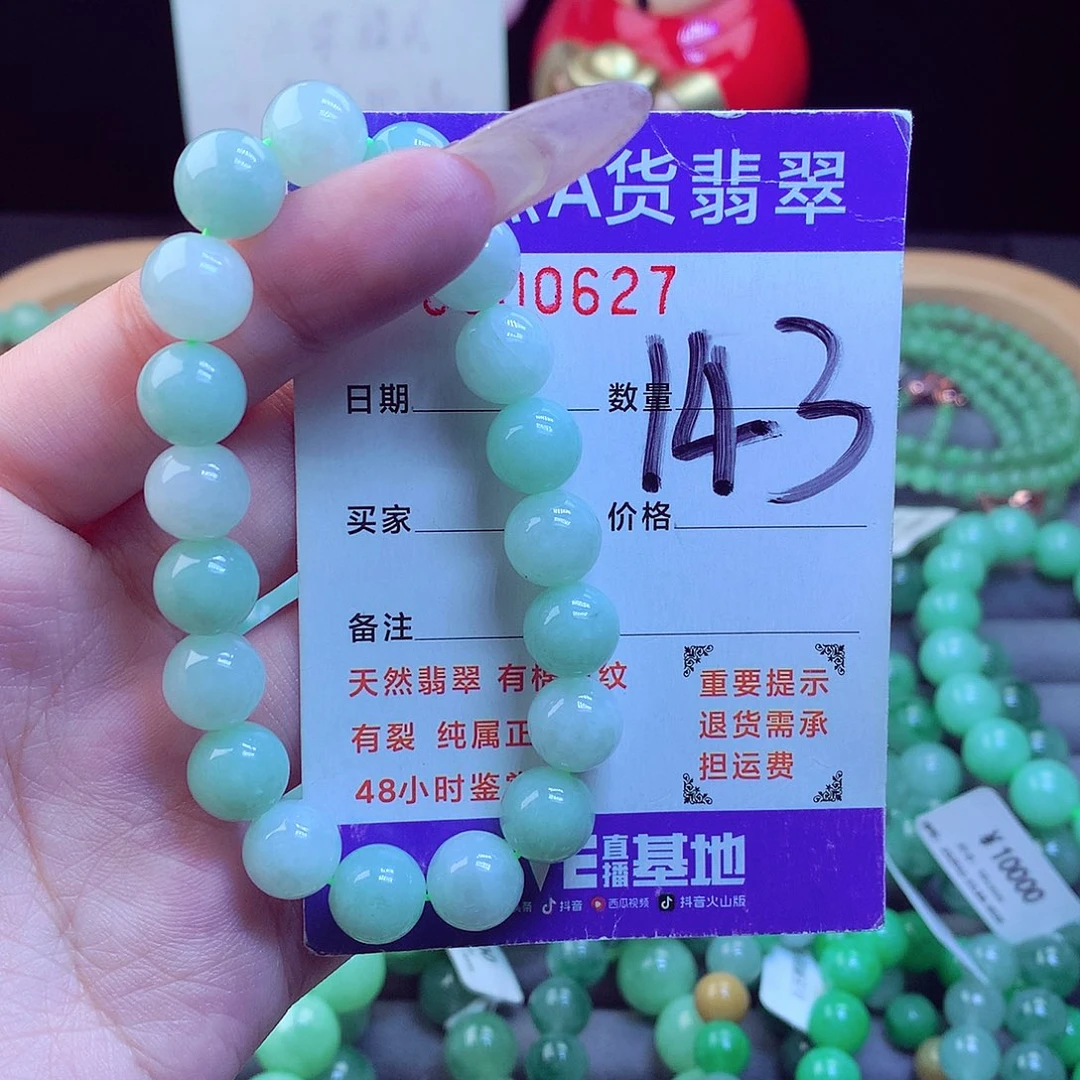 A货翡翠
0627
143
日期
数量
买家
价格
备注
天然翡翠 有 纹
有裂 纯属正
48小时鉴
重要提示
退货需承
担运费
直播基地
抖音 西瓜视频 抖音火山版
¥10000